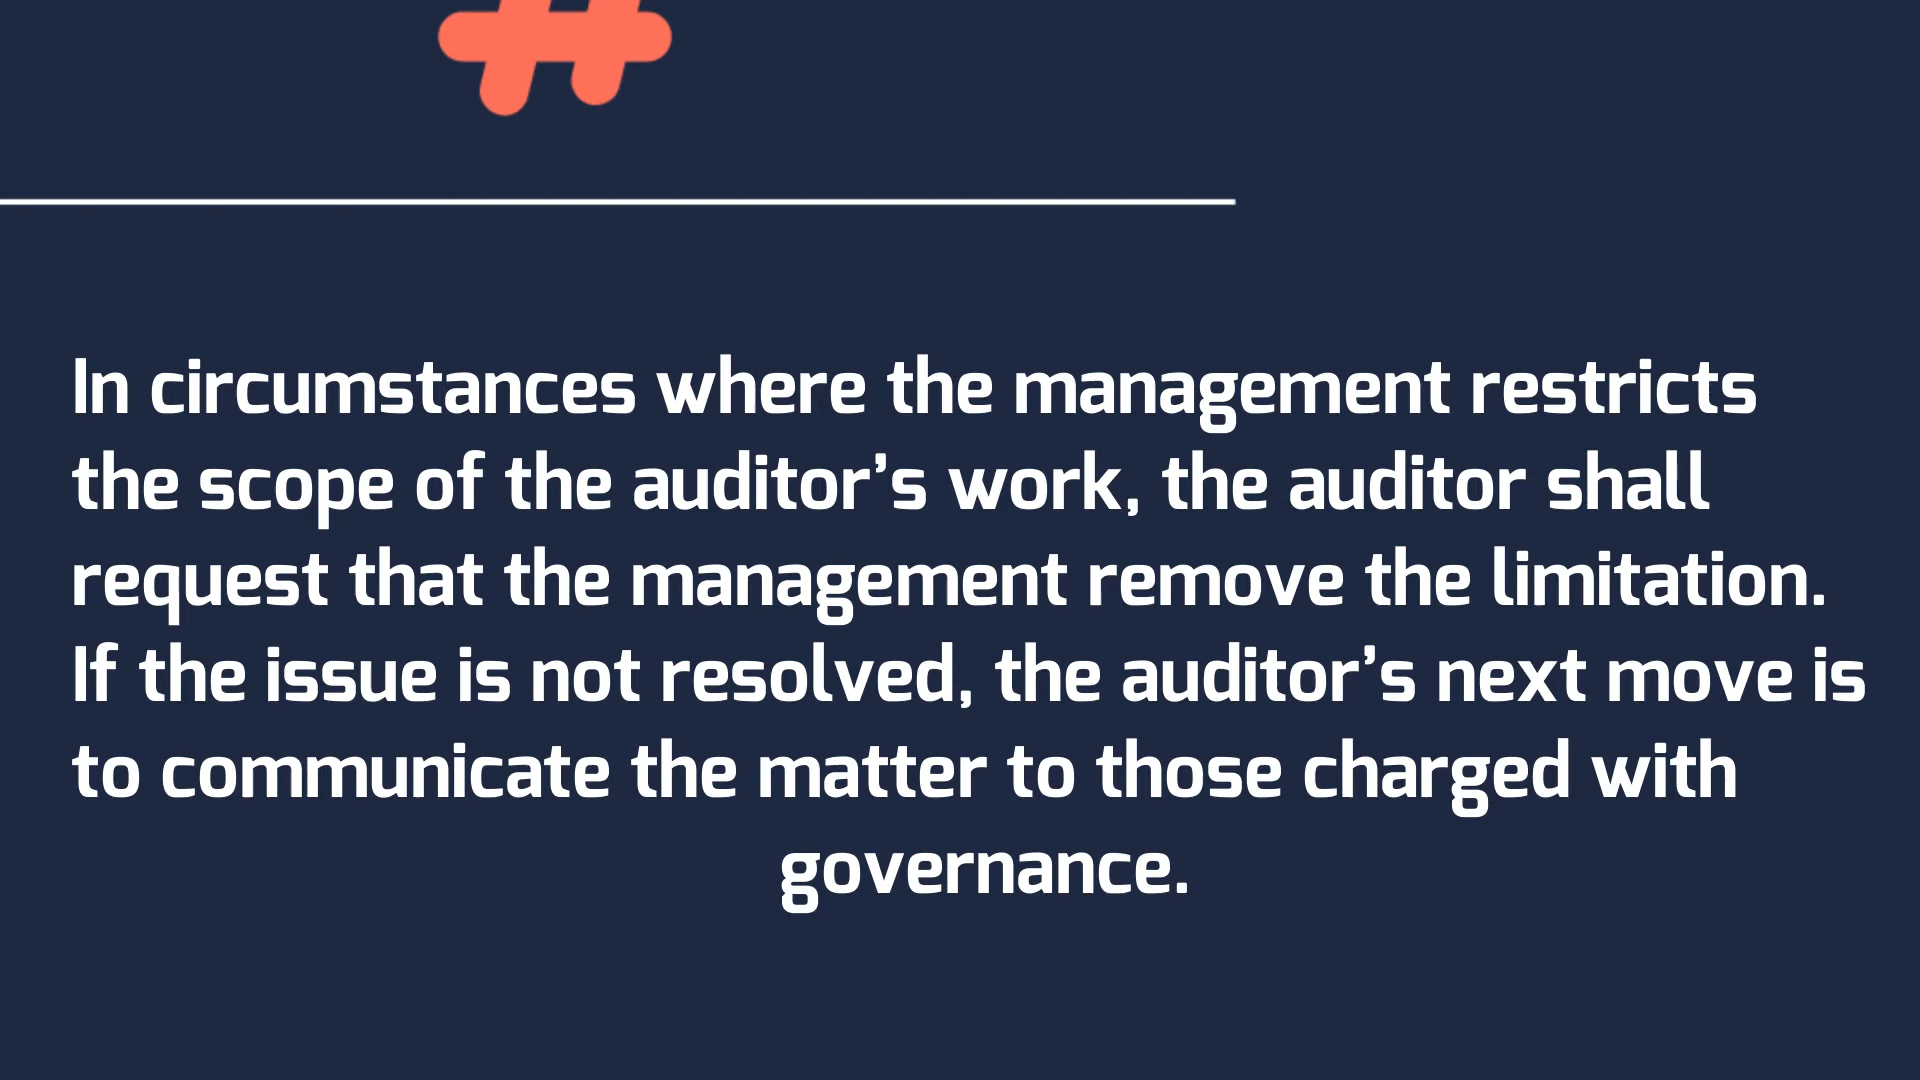 #
In circumstances where the management restricts
the scope of the auditor’s work, the auditor shall
request that the management remove the limitation.
If the issue is not resolved, the auditor’s next move is
to communicate the matter to those charged with
governance.